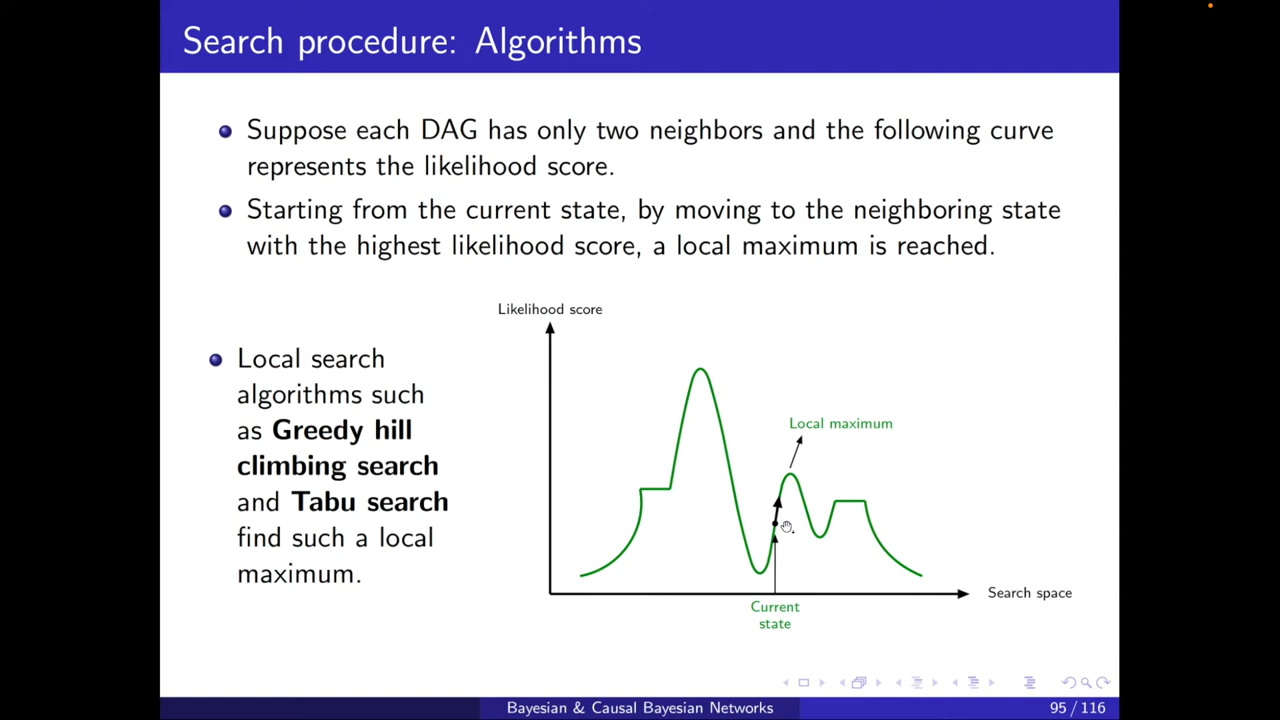 Search procedure: Algorithms
Suppose each DAG has only two neighbors and the following curve
represents the likelihood score.
Starting from the current state, by moving to the neighboring state
with the highest likelihood score, a local maximum is reached.
Local search
algorithms such
as Greedy hill
climbing search
and Tabu search
find such a local
maximum.
Likelihood score
Local maximum
Search space
Current
state
Bayesian & Causal Bayesian Networks
95 / 116